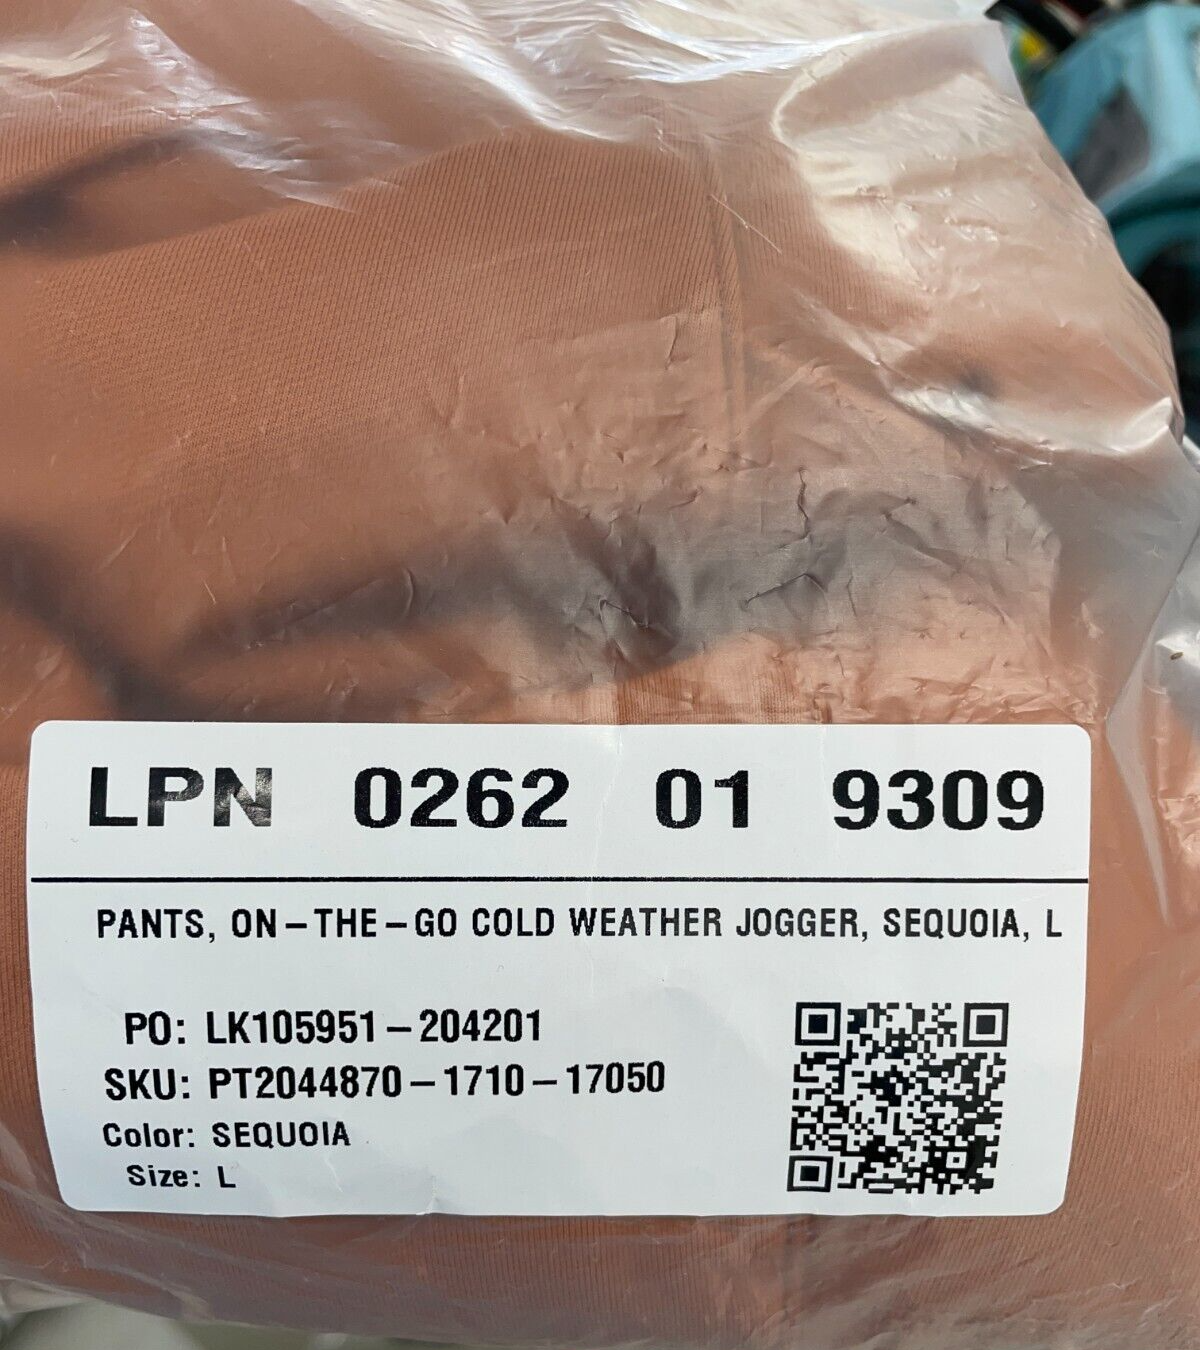 LPN 0262 01 9309
PANTS, ON-THE-GO COLD WEATHER JOGGER, SEQUOIA, L
PO: LK105951-204201
SKU: PT2044870-1710-17050
Color: SEQUOIA
Size: L